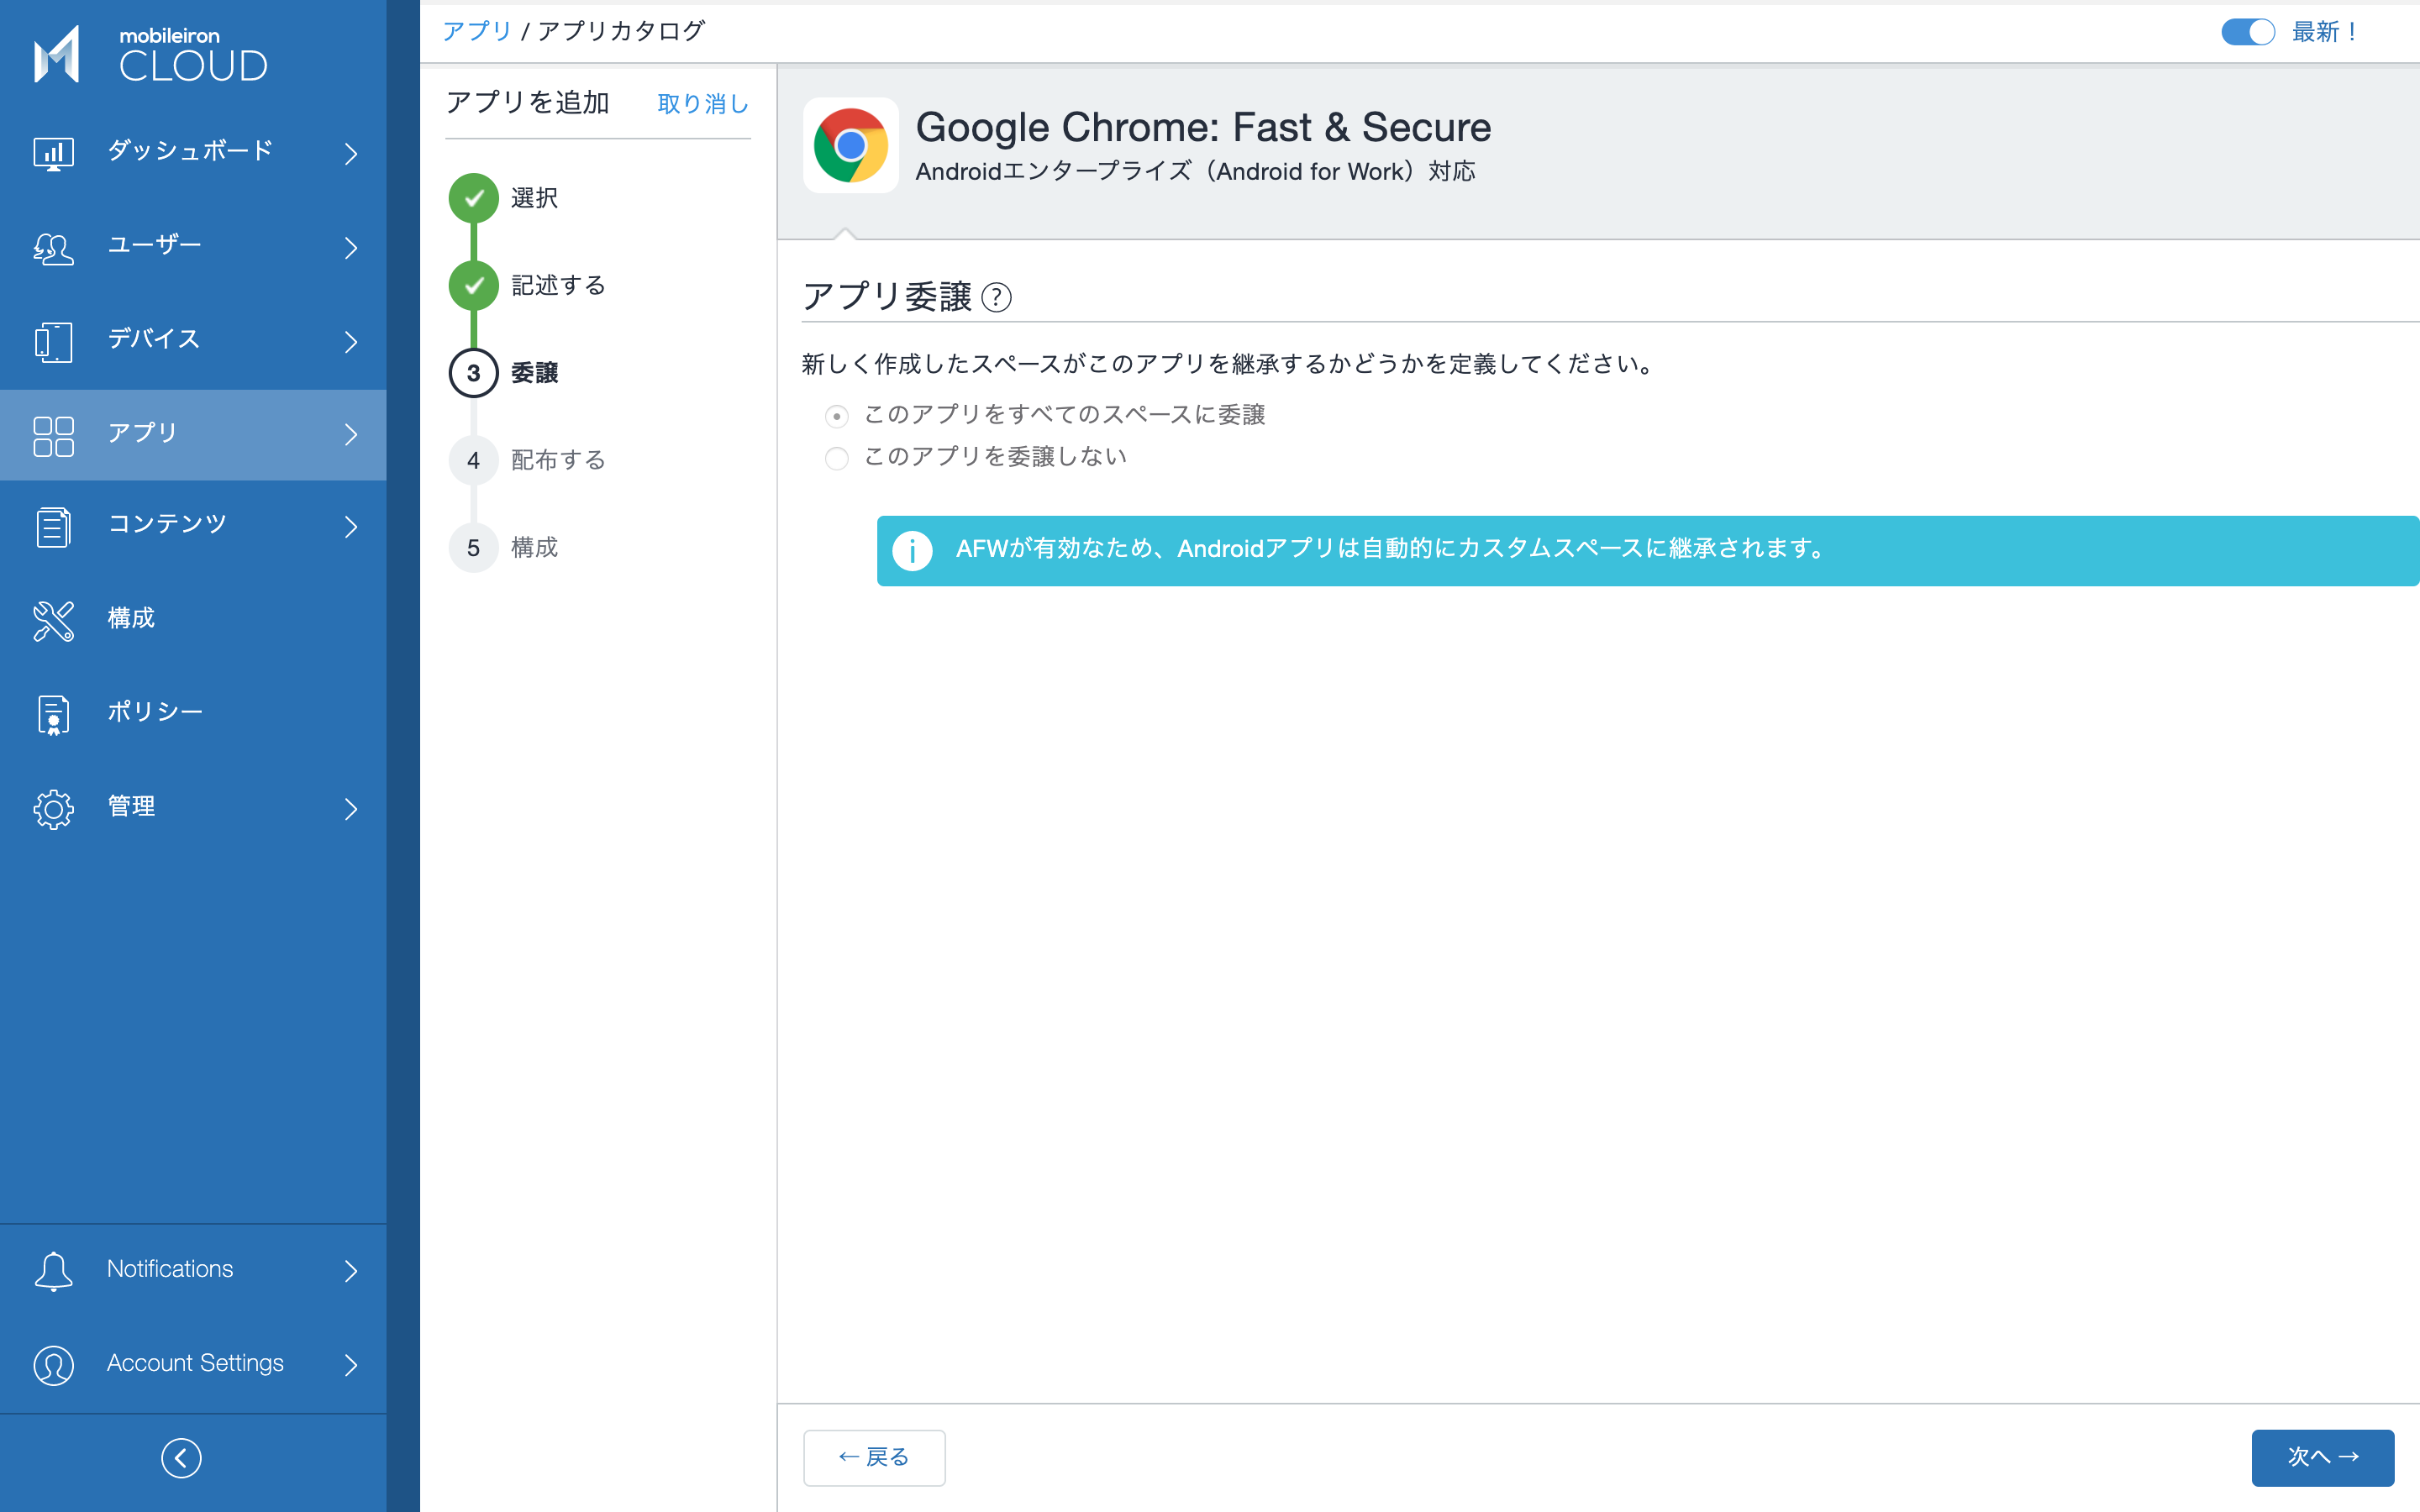 mobileiron
CLOUD
ダッシュボード
ユーザー
デバイス
アプリ
コンテンツ
構成
ポリシー
管理
Notifications
Account Settings
アプリ / アプリカタログ
最新！
アプリを追加 取り消し
選択
記述する
3 委譲
4 配布する
5 構成
Google Chrome: Fast & Secure
Androidエンタープライズ（Android for Work）対応
アプリ委譲 ?
新しく作成したスペースがこのアプリを継承するかどうかを定義してください。
このアプリをすべてのスペースに委譲
このアプリを委譲しない
i AFWが有効なため、Androidアプリは自動的にカスタムスペースに継承されます。
← 戻る
次へ →